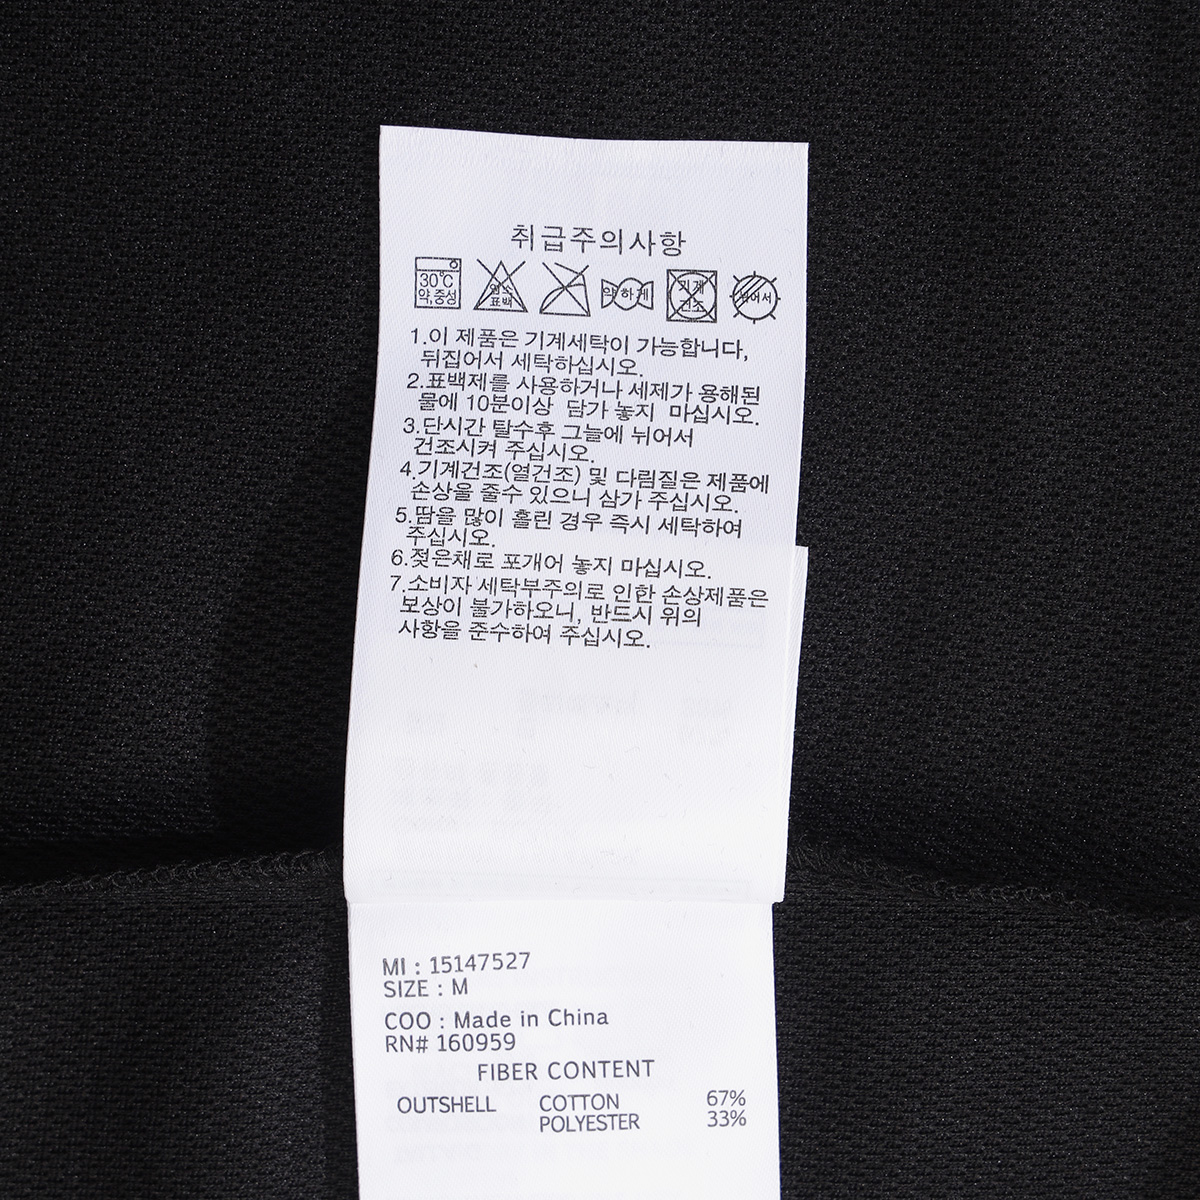 취급주의사항
30℃
약,중성
염소
표백
약하게
기계
건조
뉘어서
1.이 제품은 기계세탁이 가능합니다,
뒤집어서 세탁하십시오.
2.표백제를 사용하거나 세제가 용해된
물에 10분이상 담가 놓지 마십시오.
3.단시간 탈수후 그늘에 뉘어서
건조시켜 주십시오.
4.기계건조(열건조) 및 다림질은 제품에
손상을 줄수 있으니 삼가 주십시오.
5.땀을 많이 흘린 경우 즉시 세탁하여
주십시오.
6.젖은채로 포개어 놓지 마십시오.
7.소비자 세탁부주의로 인한 손상제품은
보상이 불가하오니, 반드시 위의
사항을 준수하여 주십시오.
MI : 15147527
SIZE : M
COO : Made in China
RN# 160959
FIBER CONTENT
OUTSHELL COTTON 67%
POLYESTER 33%